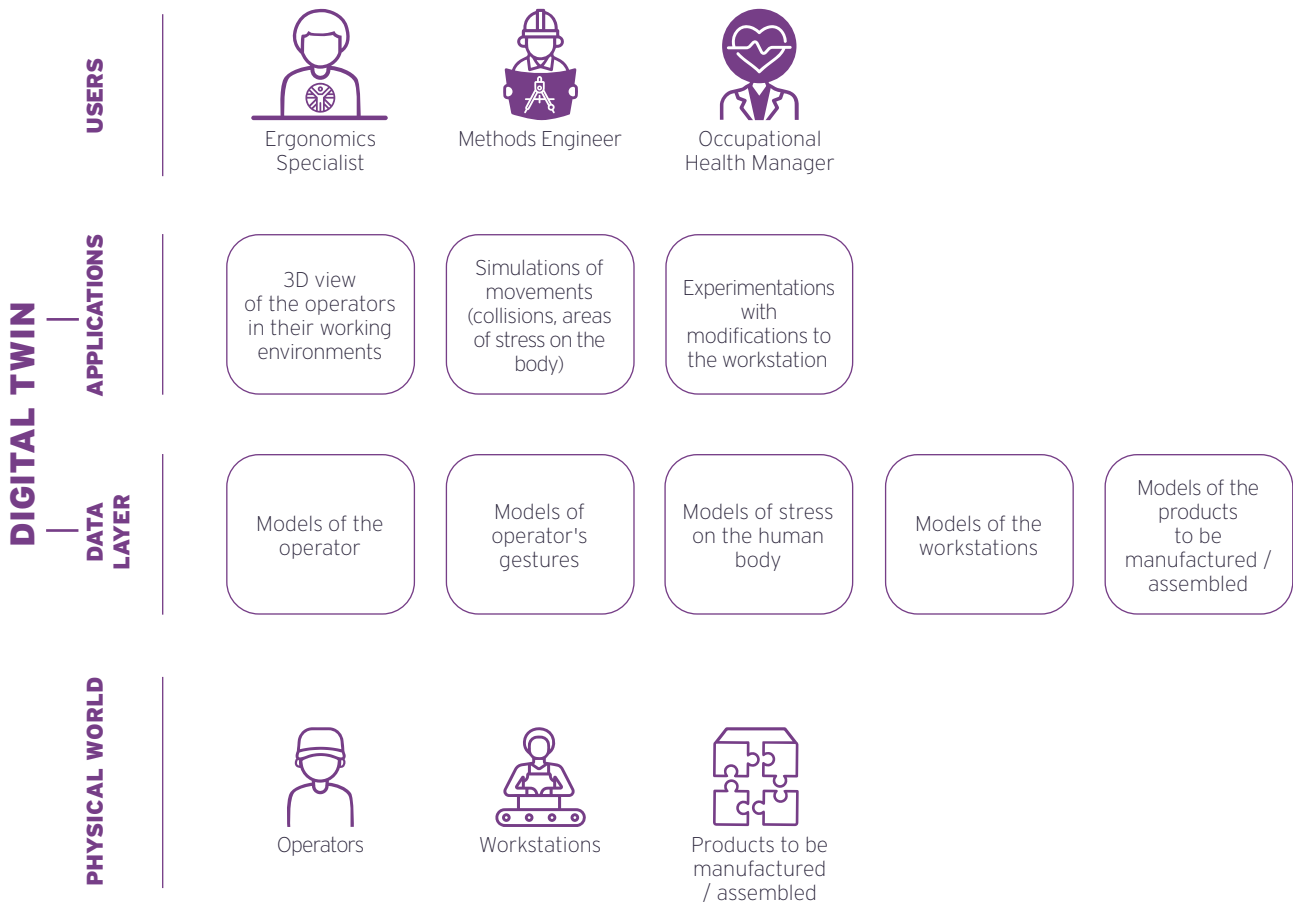 USERS
Ergonomics
Specialist
Methods Engineer
Occupational
Health Manager
DIGITAL TWIN
APPLICATIONS
3D view
of the operators
in their working
environments
Simulations of
movements
(collisions, areas
of stress on the
body)
Experimentations
with
modifications to
the workstation
DATA
LAYER
Models of the
operator
Models of
operator's
gestures
Models of stress
on the human
body
Models of the
workstations
Models of the
products
to be
manufactured /
assembled
PHYSICAL WORLD
Operators
Workstations
Products to be
manufactured
/ assembled